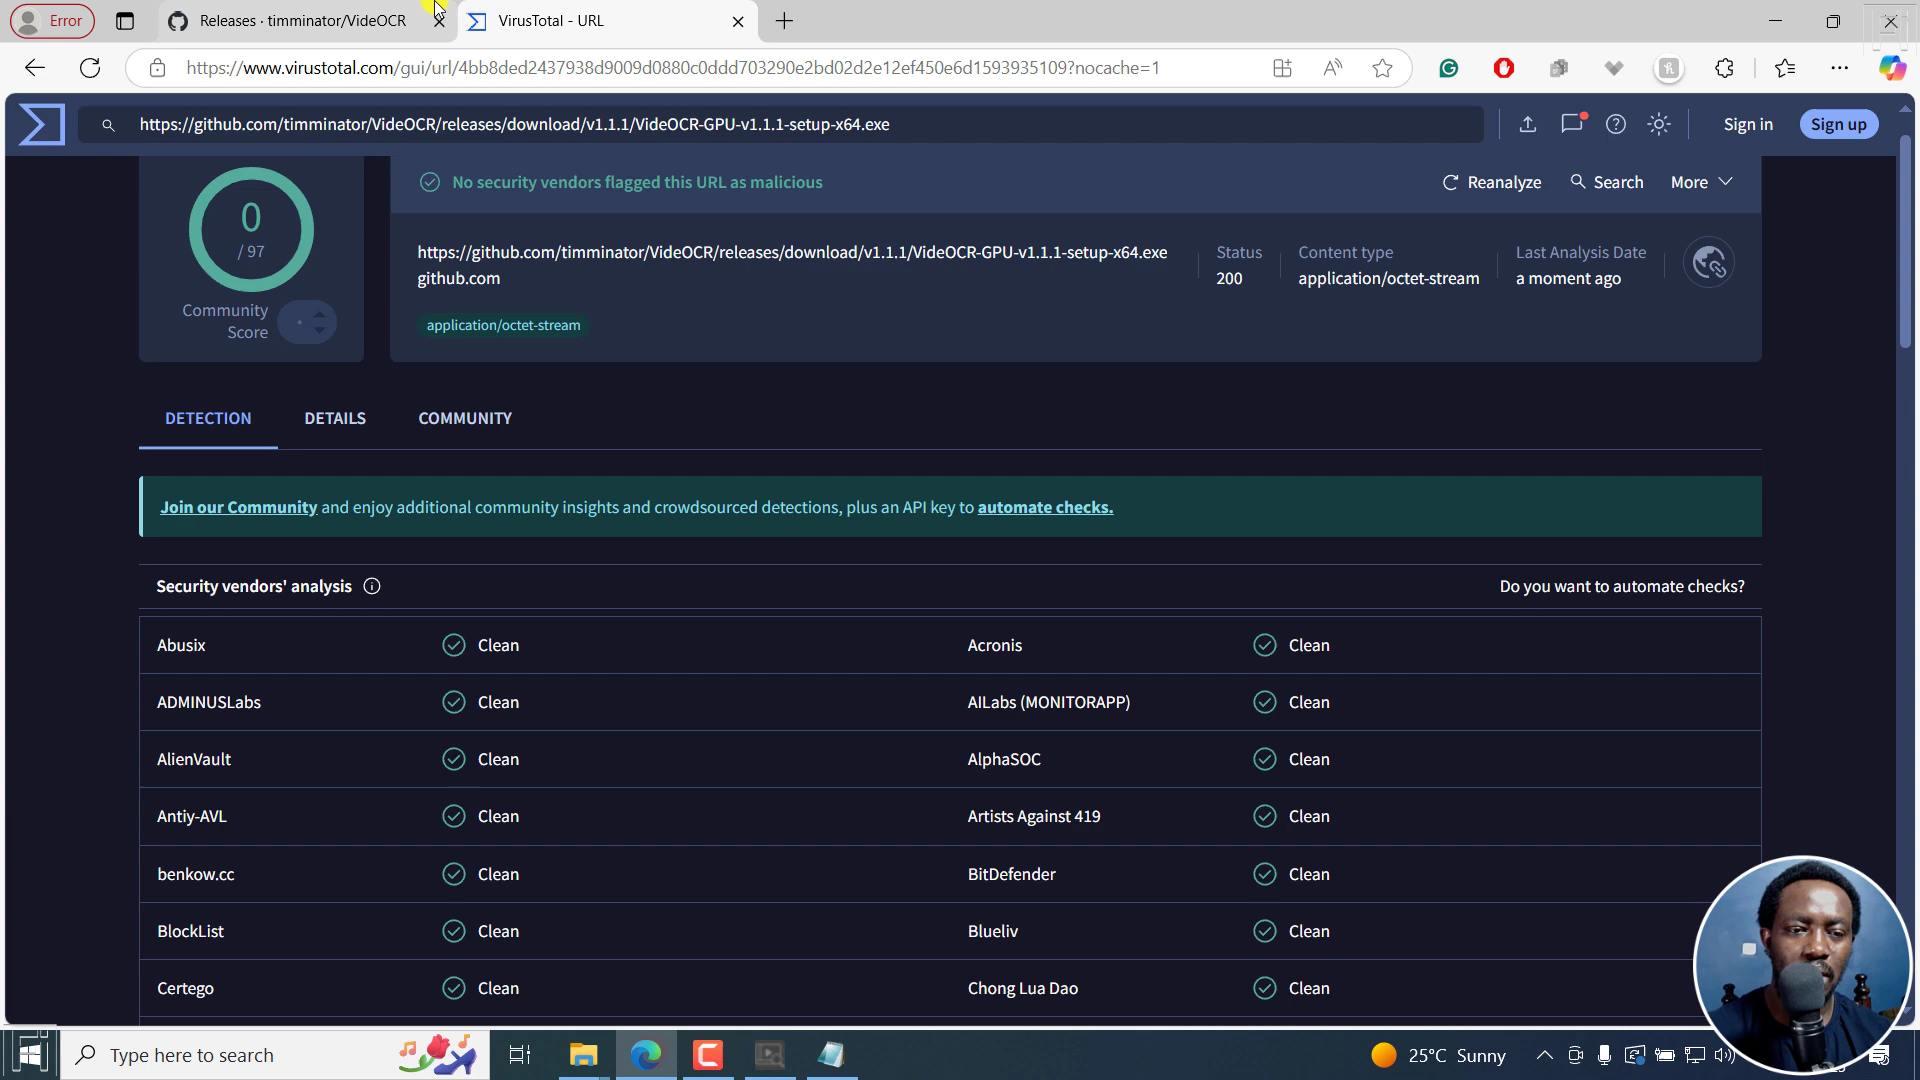 Error
Releases · timminator/VideOCR
VirusTotal - URL
https://www.virustotal.com/gui/url/4bb8ded2437938d9009d0880c0ddd703290e2bd02d2e12ef450e6d1593935109?nocache=1
https://github.com/timminator/VideOCR/releases/download/v1.1.1/VideOCR-GPU-v1.1.1-setup-x64.exe
Sign in
Sign up
0
/ 97
Community
Score
No security vendors flagged this URL as malicious
Reanalyze
Search
More
https://github.com/timminator/VideOCR/releases/download/v1.1.1/VideOCR-GPU-v1.1.1-setup-x64.exe
github.com
Status
200
Content type
application/octet-stream
Last Analysis Date
a moment ago
application/octet-stream
DETECTION
DETAILS
COMMUNITY
Join our Community and enjoy additional community insights and crowdsourced detections, plus an API key to automate checks.
Security vendors' analysis
Do you want to automate checks?
Abusix
Clean
Acronis
Clean
ADMINUSLabs
Clean
AILabs (MONITORAPP)
Clean
AlienVault
Clean
AlphaSOC
Clean
Antiy-AVL
Clean
Artists Against 419
Clean
benkow.cc
Clean
BitDefender
Clean
BlockList
Clean
Blueliv
Clean
Certego
Clean
Chong Lua Dao
Clean
Type here to search
25°C Sunny